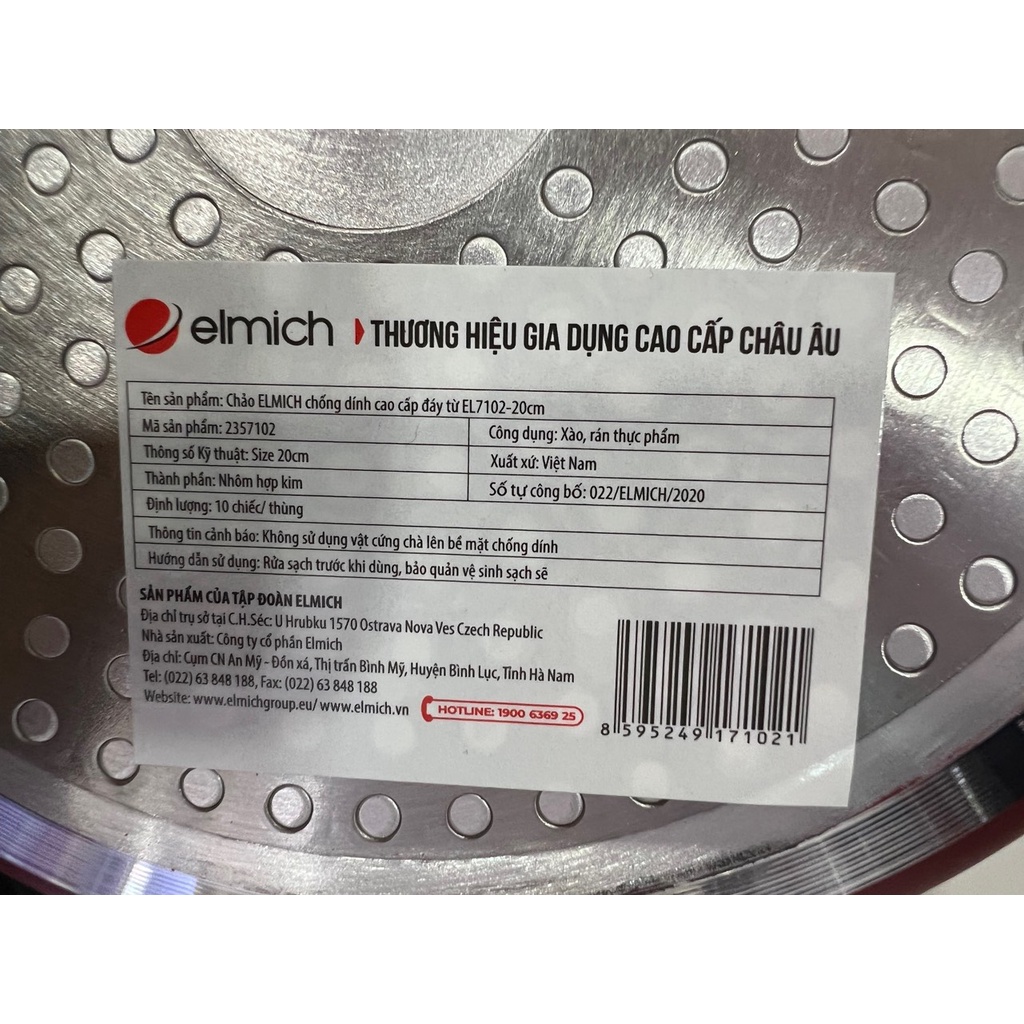 elmich THƯƠNG HIỆU GIA DỤNG CAO CẤP CHÂU ÂU
Tên sản phẩm: Chảo ELMICH chống dính cao cấp đáy từ EL7102-20cm
Mã sản phẩm: 2357102
Công dụng: Xào, rán thực phẩm
Thông số Kỹ thuật: Size 20cm
Xuất xứ: Việt Nam
Thành phần: Nhôm hợp kim
Số tự công bố: 022/ELMICH/2020
Định lượng: 10 chiếc/ thùng
Thông tin cảnh báo: Không sử dụng vật cứng chà lên bề mặt chống dính
Hướng dẫn sử dụng: Rửa sạch trước khi dùng, bảo quản vệ sinh sạch sẽ
SẢN PHẨM CỦA TẬP ĐOÀN ELMICH
Địa chỉ trụ sở tại C.H.Séc: U Hrubku 1570 Ostrava Nova Ves Czech Republic
Nhà sản xuất: Công ty cổ phần Elmich
Địa chỉ: Cụm CN An Mỹ - Đồn xá, Thị trấn Bình Mỹ, Huyện Bình Lục, Tỉnh Hà Nam
Tel: (022) 63 848 188, Fax: (022) 63 848 188
Website: www.elmichgroup.eu/ www.elmich.vn
HOTLINE: 1900 6369 25
8 595249 171021